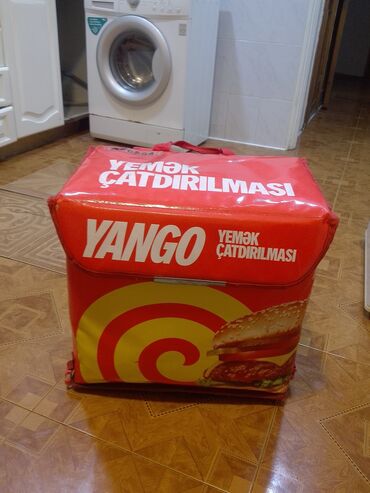 YEMƏK
ÇATDIRILMASI
YANGO
YEMƏK
ÇATDIRILMASI